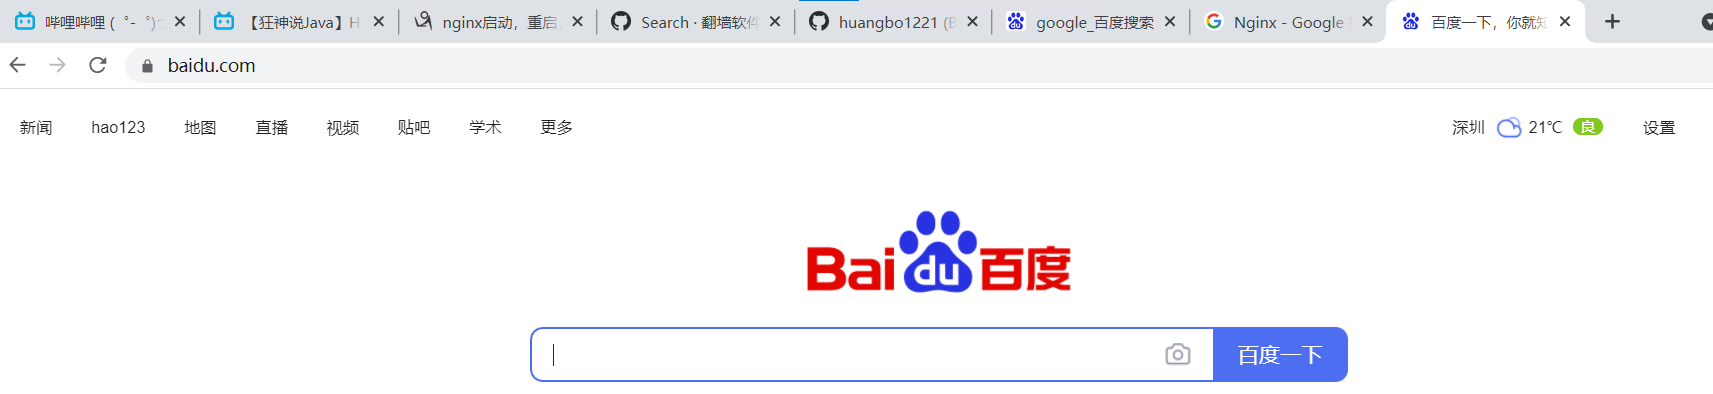 哔哩哔哩 (゜-゜)つ
【狂神说Java】H
nginx启动，重启，
Search · 翻墙软件
huangbo1221 (B
google_百度搜索
Nginx - Google
百度一下，你就知
baidu.com
新闻 hao123 地图 直播 视频 贴吧 学术 更多 深圳 21℃ 良 设置
Bai du 百度
百度一下